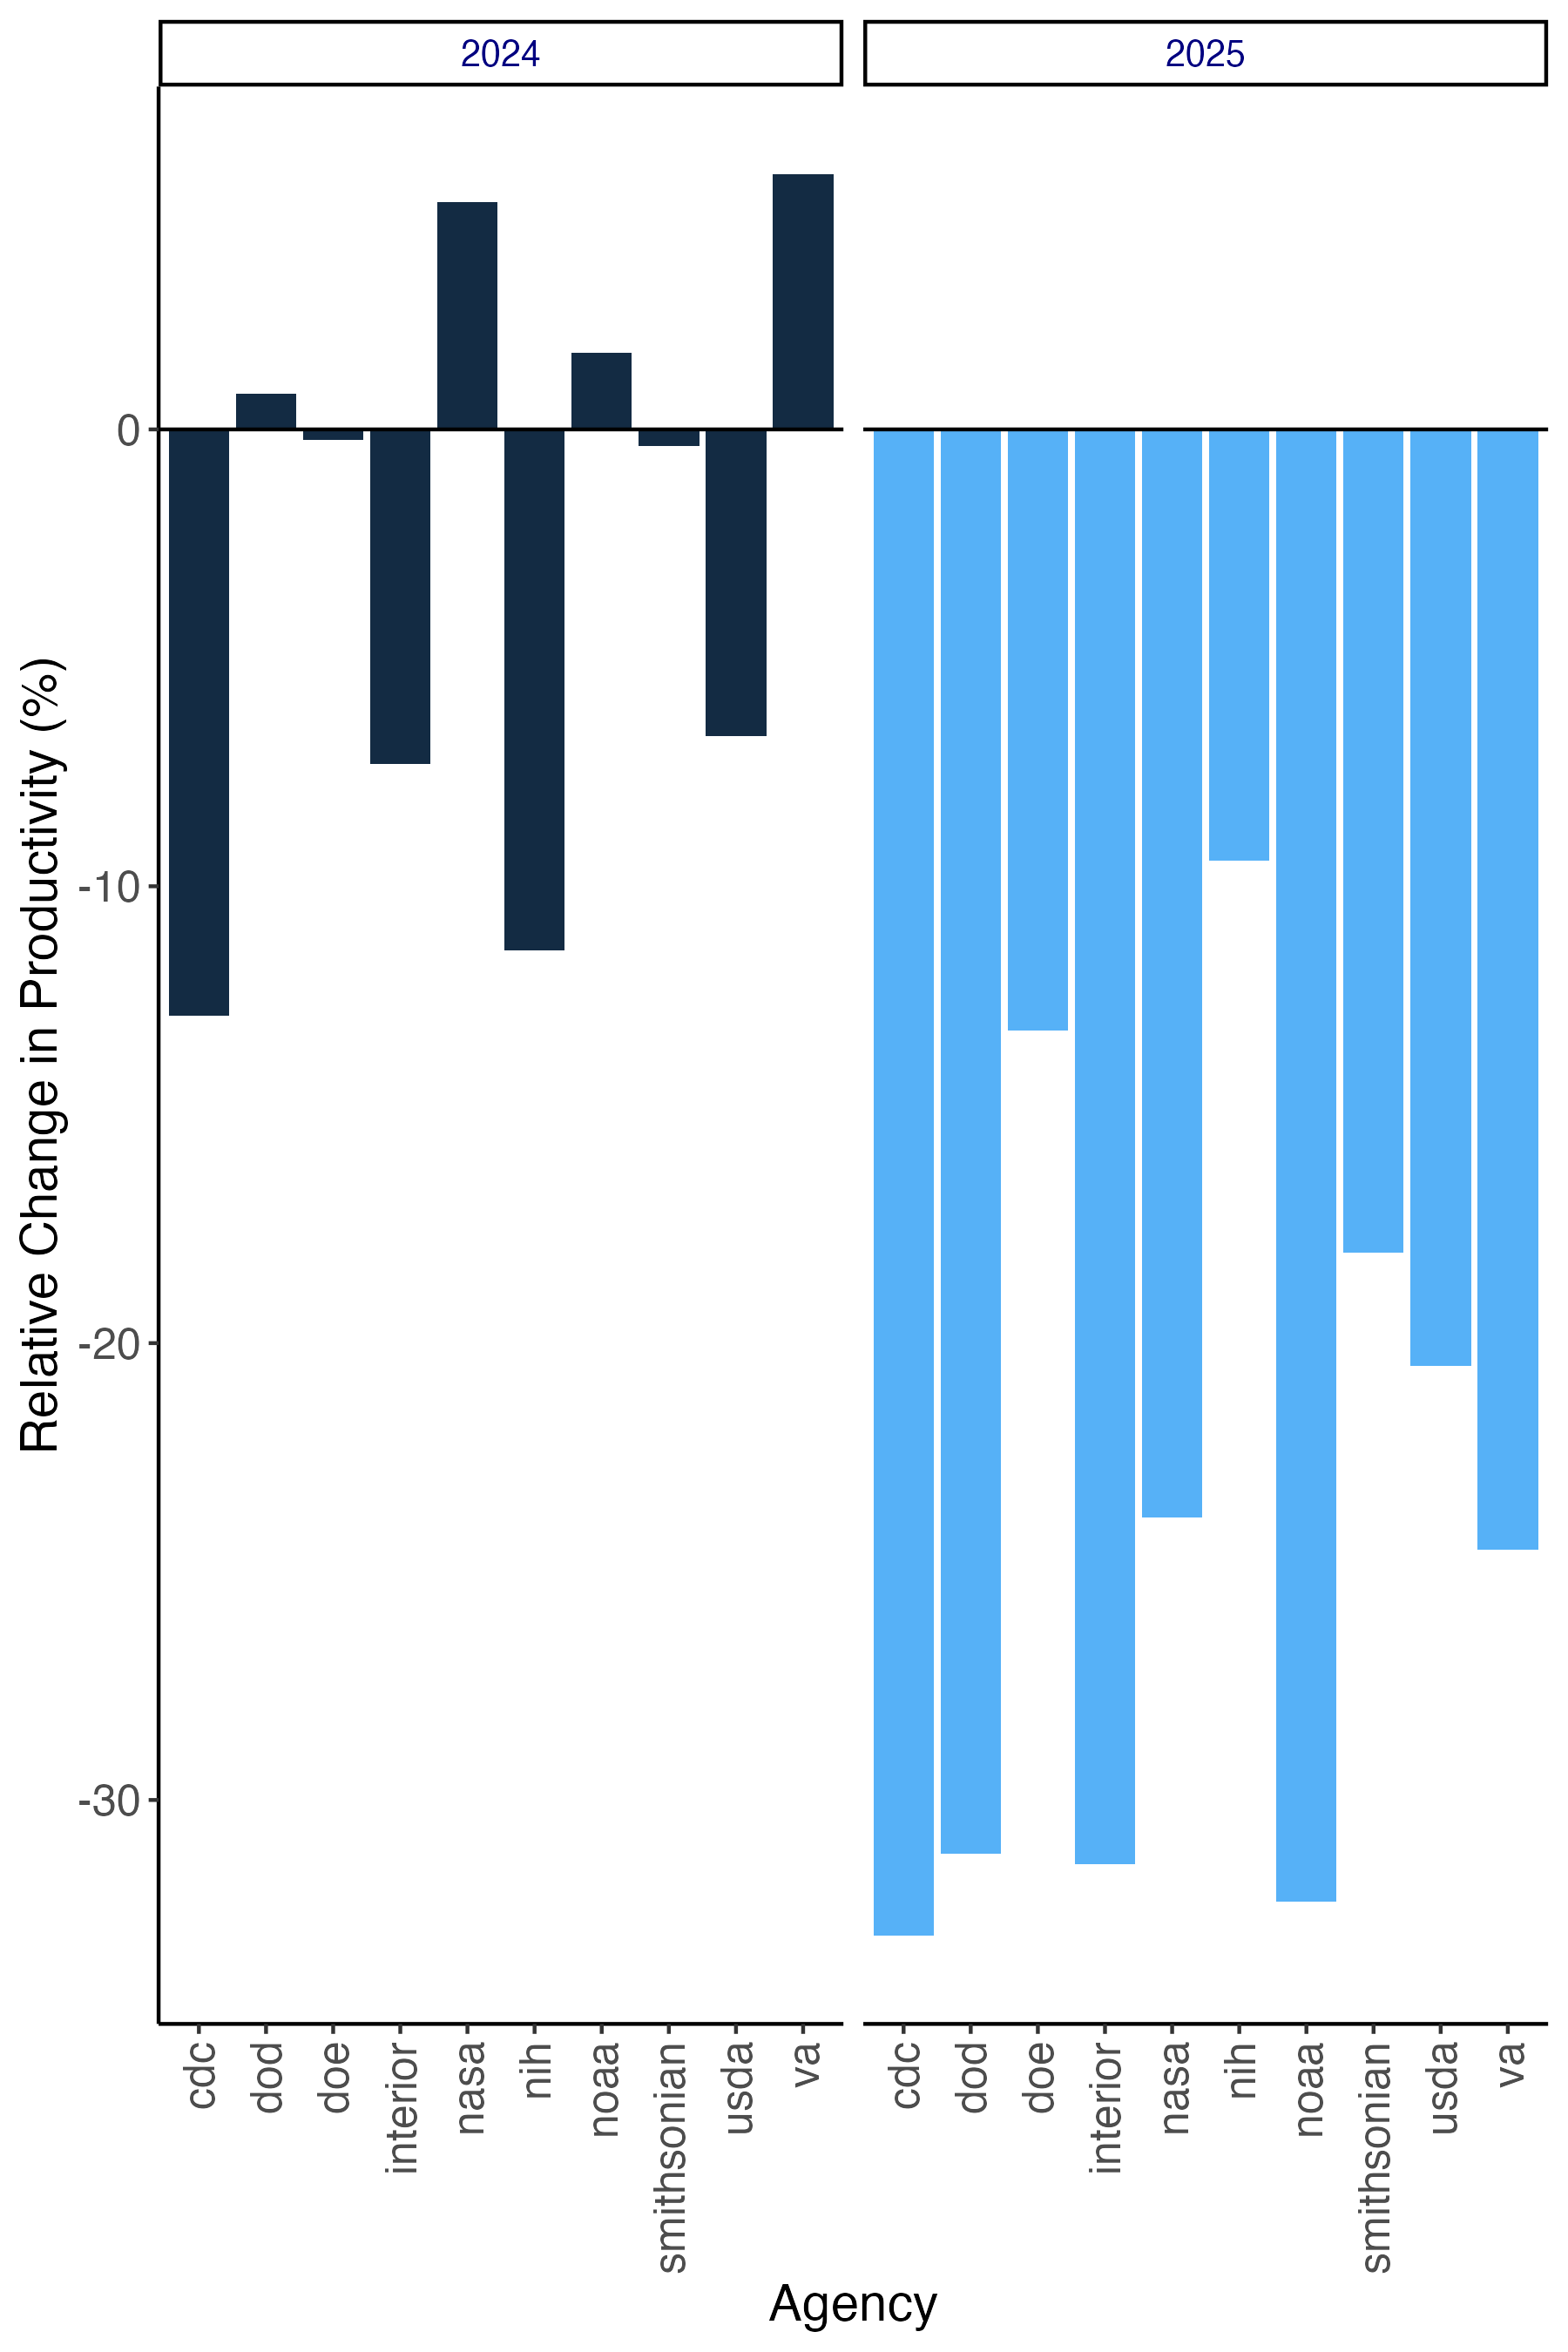 2024
2025
Relative Change in Productivity (%)
0
-10
-20
-30
cdc
dod
doe
interior
nasa
nih
noaa
smithsonian
usda
va
cdc
dod
doe
interior
nasa
nih
noaa
smithsonian
usda
va
Agency